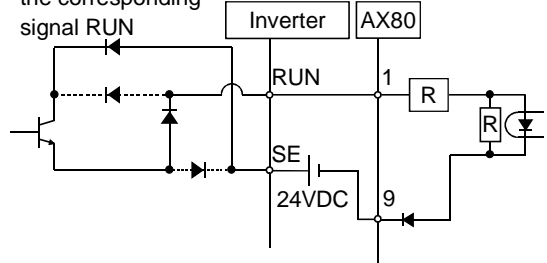 the corresponding
signal RUN
Inverter
AX80
RUN
1
R
R
SE
24VDC
9